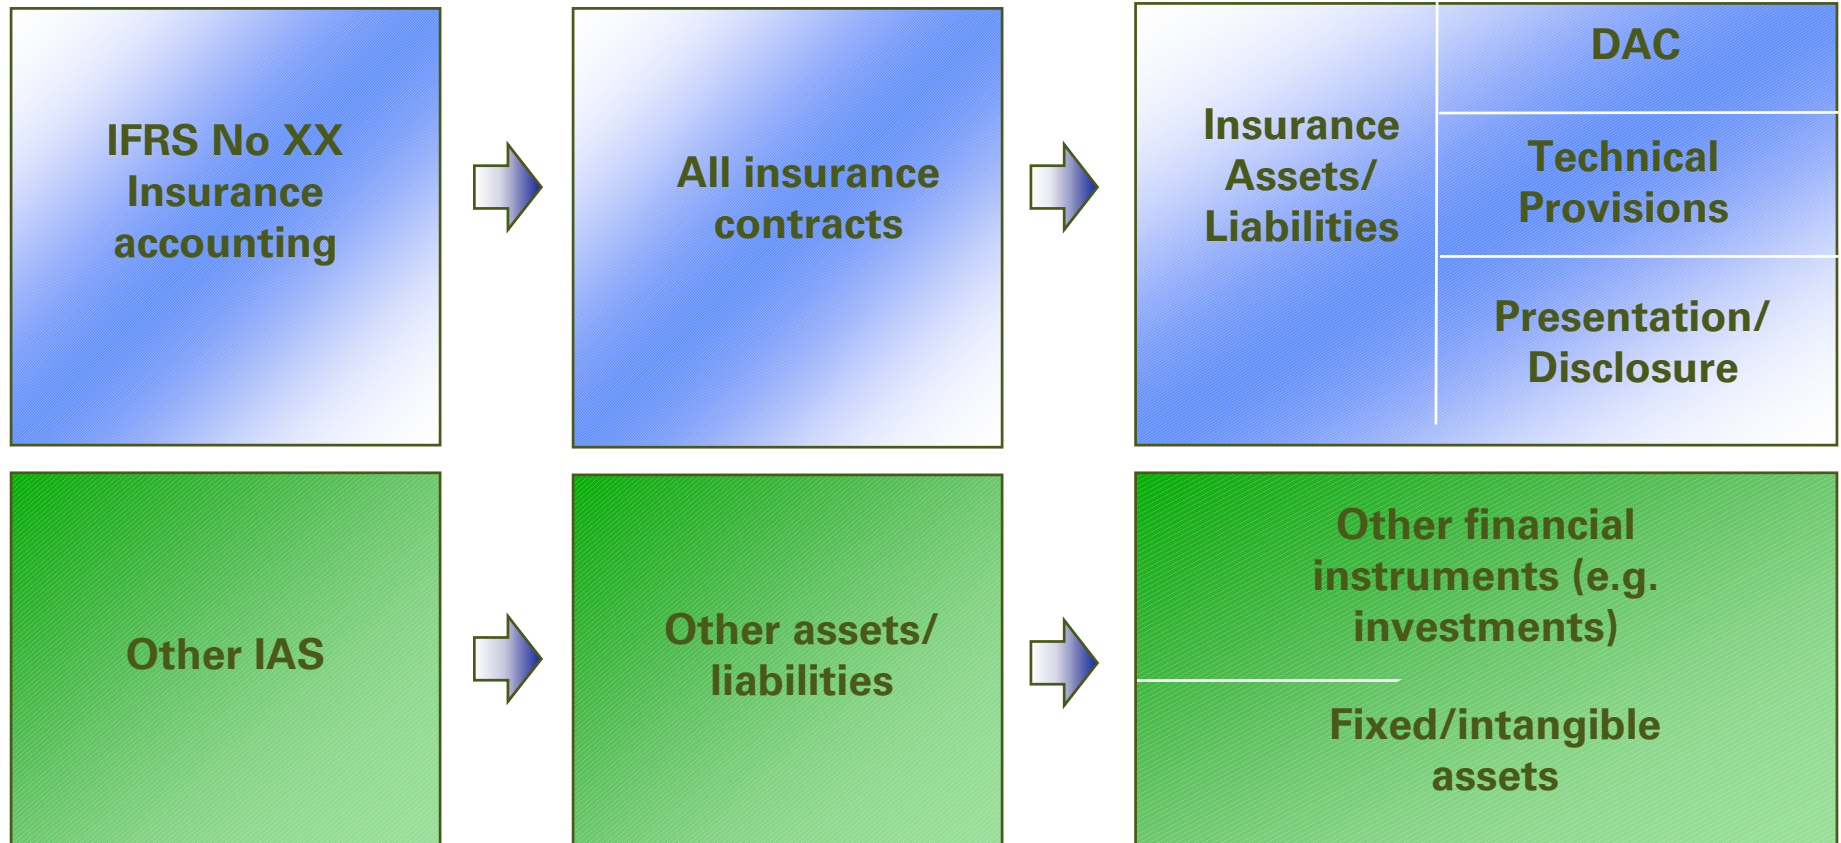 IFRS No XX
Insurance
accounting
All insurance
contracts
Insurance
Assets/
Liabilities
DAC
Technical
Provisions
Presentation/
Disclosure
Other IAS
Other assets/
liabilities
Other financial
instruments (e.g.
investments)
Fixed/intangible
assets